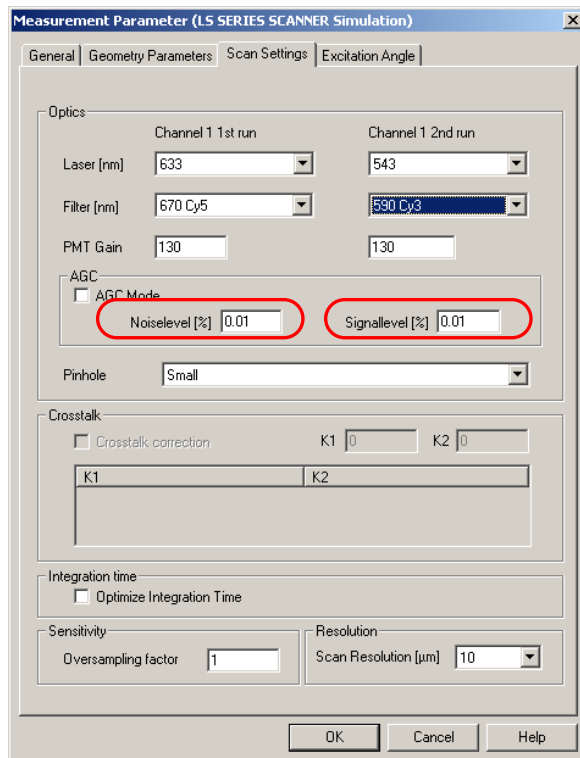 Measurement Parameter (LS SERIES SCANNER Simulation)
General Geometry Parameters Scan Settings Excitation Angle
Optics
Channel 1 1st run Channel 1 2nd run
Laser [nm] 633 543
Filter [nm] 670 Cy5 590 Cy3
PMT Gain 130 130
AGC
AGC Mode
Noiselevel [%] 0.01 Signallevel [%] 0.01
Pinhole Small
Crosstalk
Crosstalk correction K1 0 K2 0
K1 K2
Integration time
Optimize Integration Time
Sensitivity Resolution
Oversampling factor 1 Scan Resolution [µm] 10
OK Cancel Help